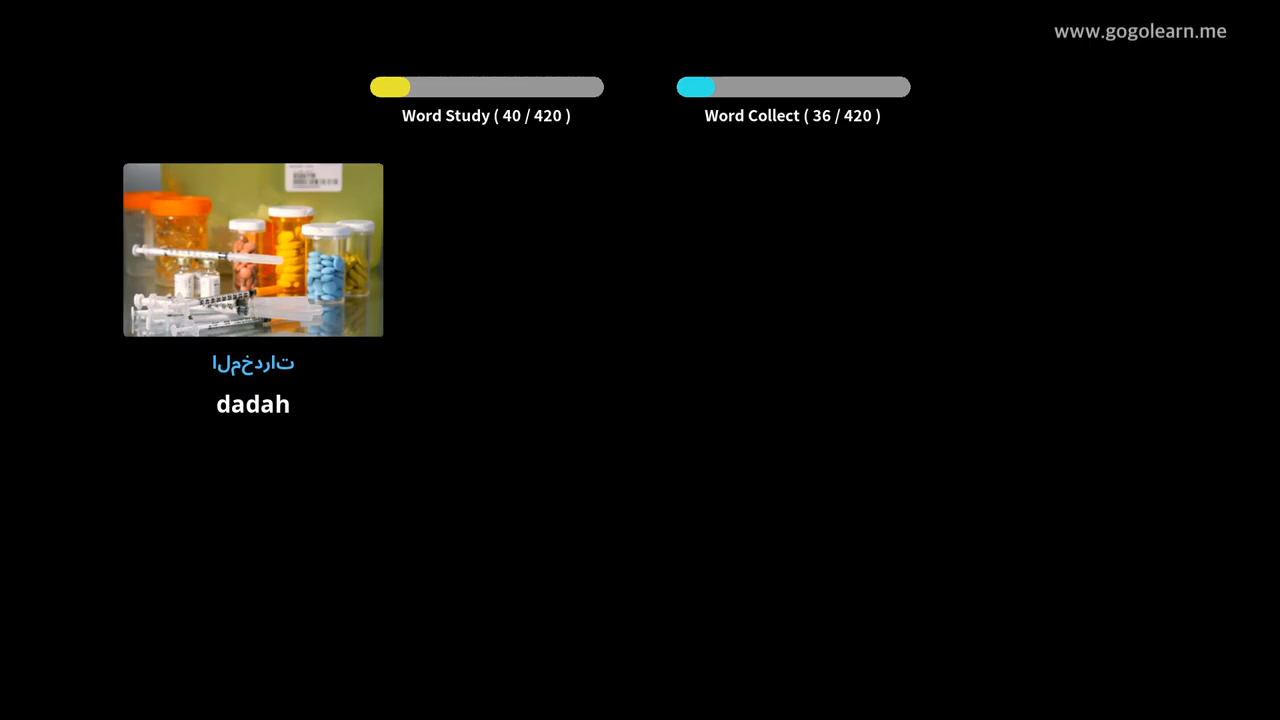 www.gogolearn.me
Word Study ( 40 / 420 )
Word Collect ( 36 / 420 )
المخدرات
dadah